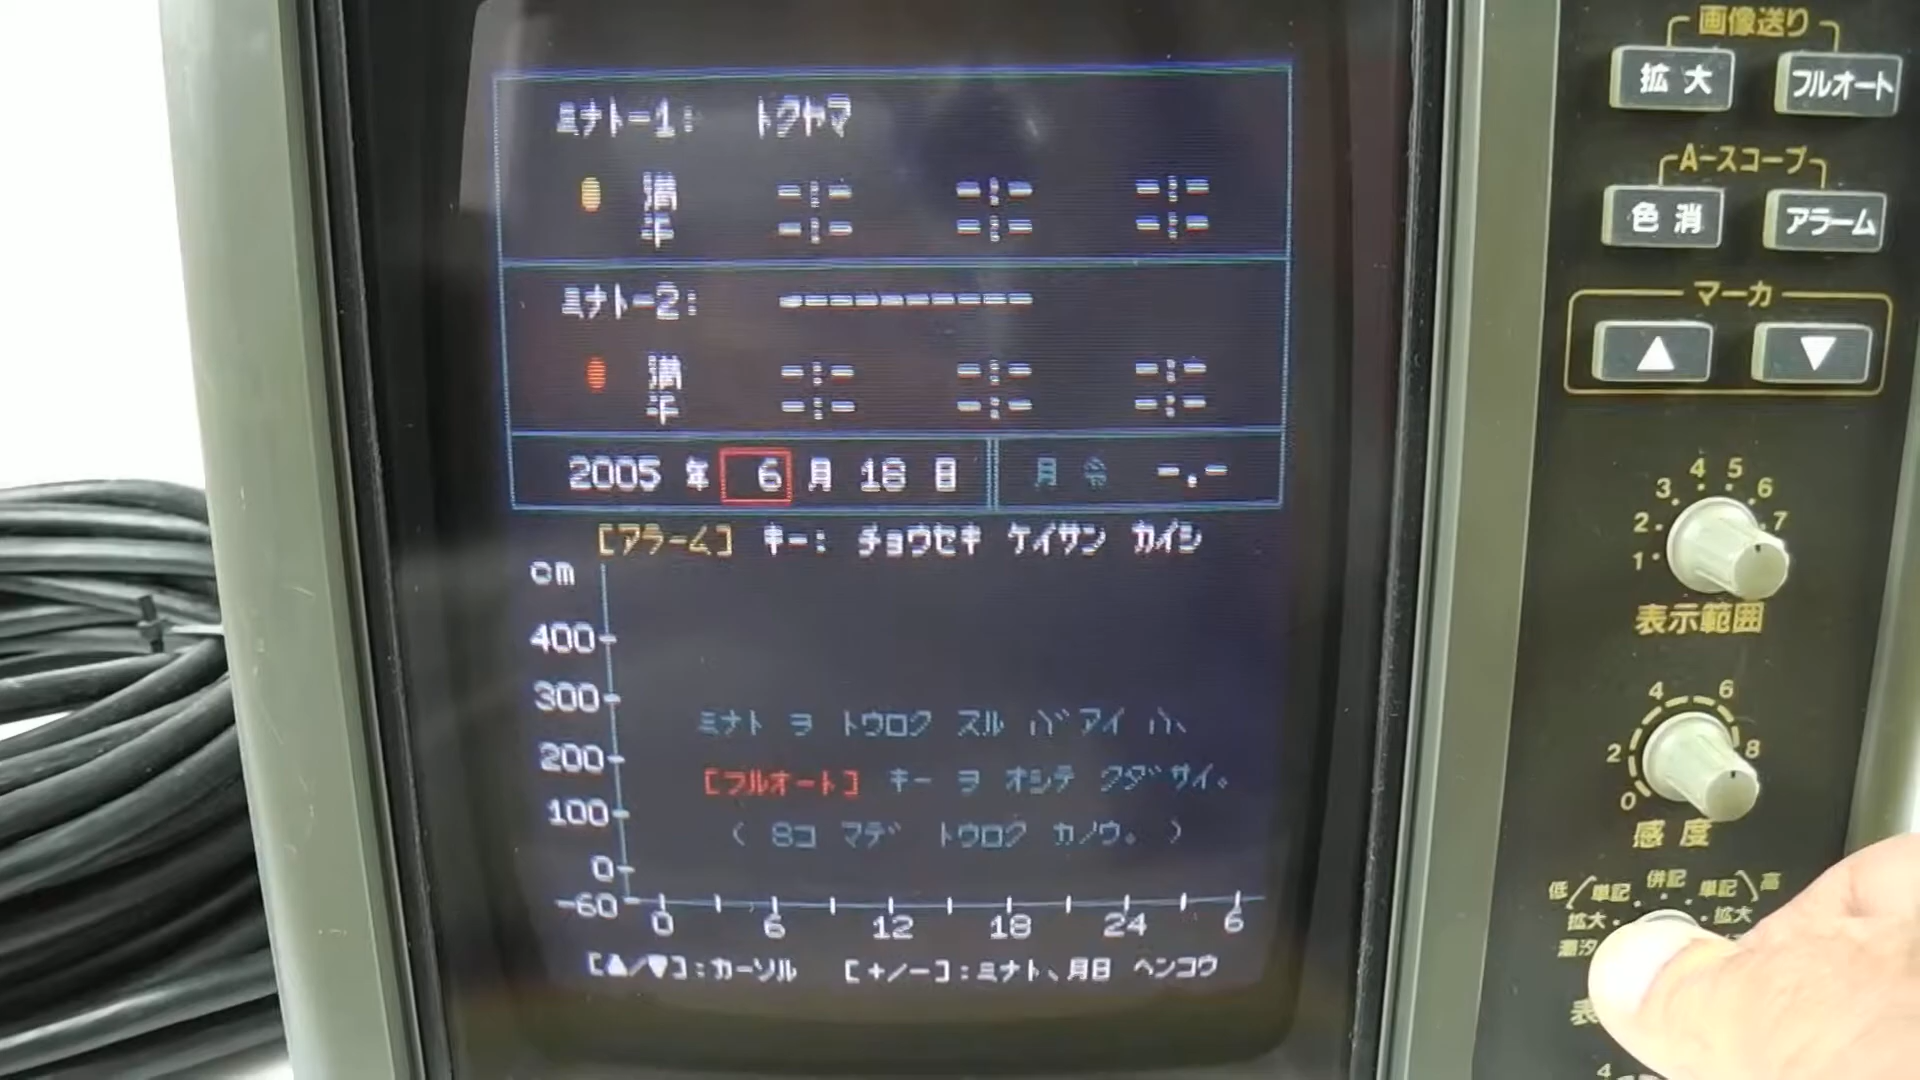 ミナトー1: トクヤマ
満 --:-- --:-- --:--
干 --:-- --:-- --:--
ミナトー2: ----------
満 --:-- --:-- --:--
干 --:-- --:-- --:--
2005 年 6 月 18 日 月令 --.-
[アラーム] キー: チョウセキ ケイサン カイシ
cm
400
300
200
100
0
-60
0 6 12 18 24 6
ミナト ヲ トウロク スル バアイ ハ、
[フルオート] キー ヲ オシテ クダサイ。
( 8コ マデ トウロク カノウ。 )
[▲/▼]:カーソル [+/-]:ミナト、月日 ヘンコウ
画像送り
拡大 フルオート
A-スコープ
色消 アラーム
マーカ
▲ ▼
1 2 3 4 5 6 7
表示範囲
0 2 4 6 8
感度
低 単記 併記 単記 高
拡大 拡大
潮汐
表
4